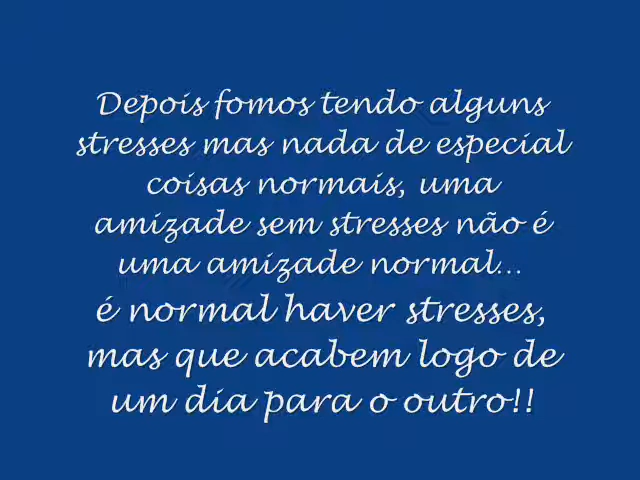 Depois fomos tendo alguns
stresses mas nada de especial
coisas normais, uma
amizade sem stresses não é
uma amizade normal...
é normal haver stresses,
mas que acabem logo de
um dia para o outro!!